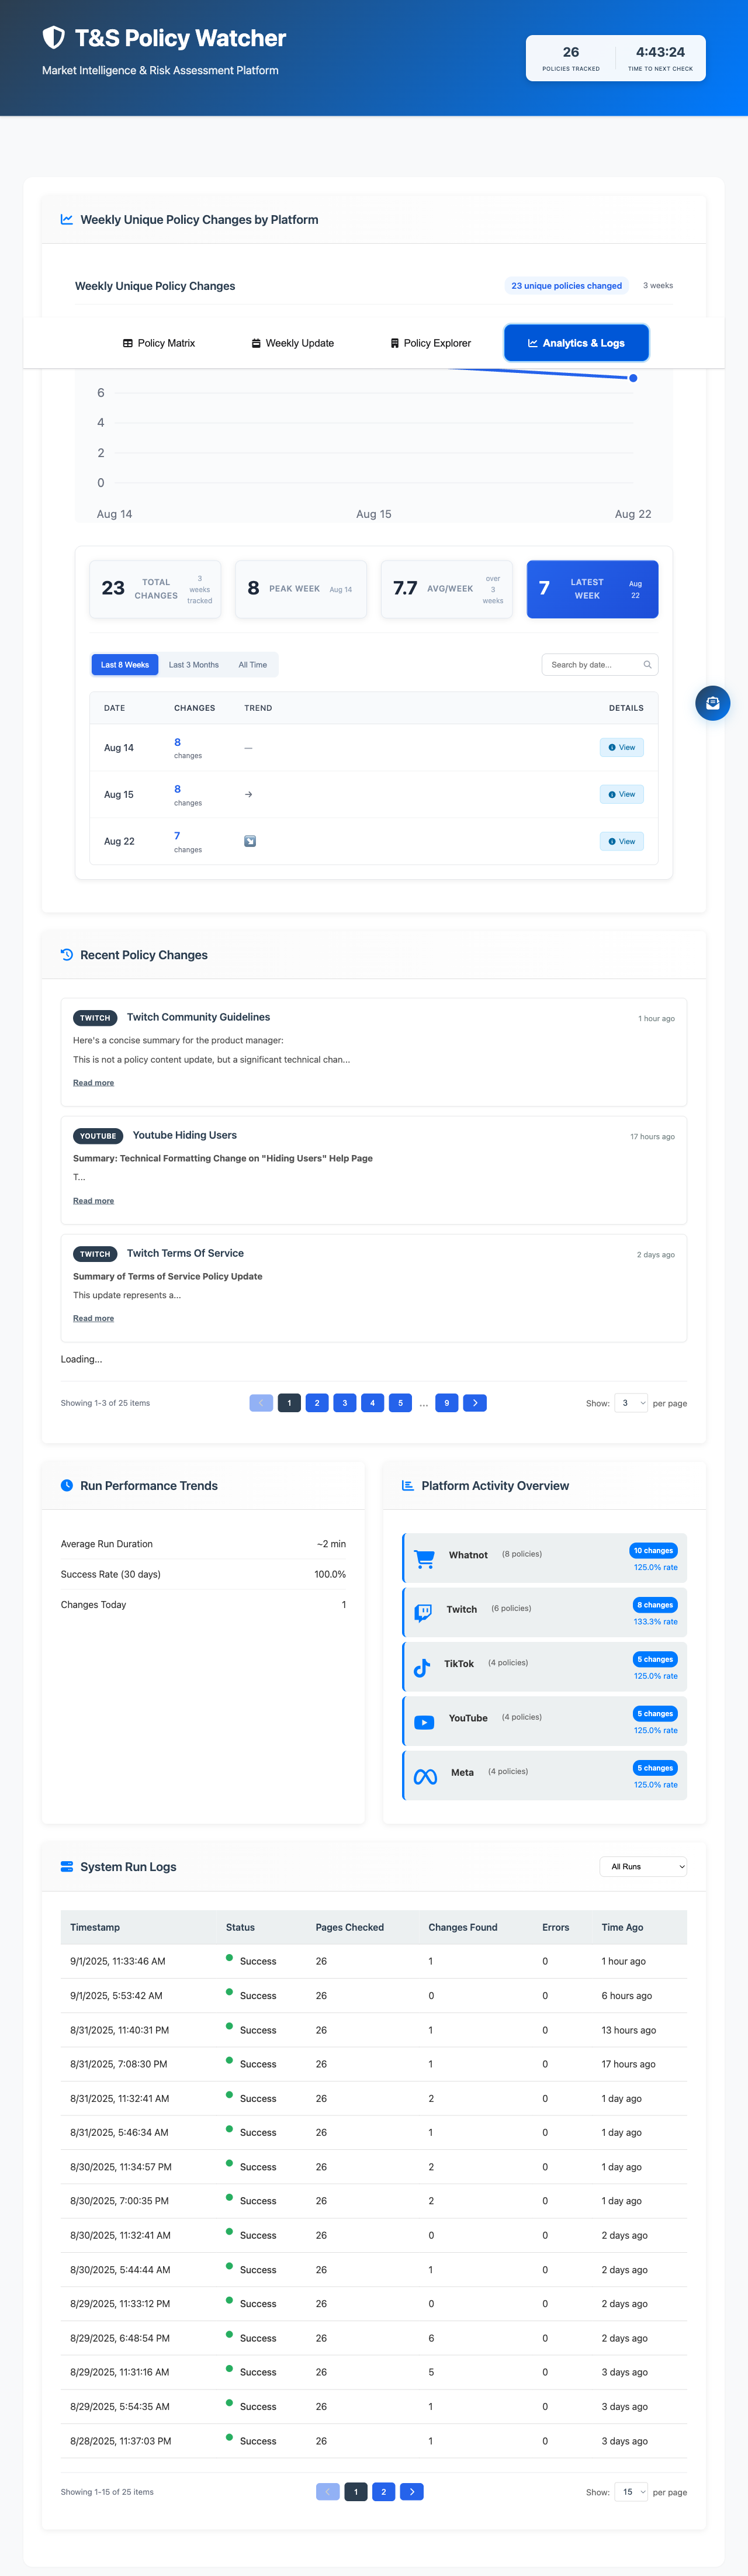 T&S Policy Watcher
Market Intelligence & Risk Assessment Platform
26
POLICIES TRACKED
4:43:24
TIME TO NEXT CHECK
Weekly Unique Policy Changes by Platform
Weekly Unique Policy Changes
23 unique policies changed
3 weeks
Policy Matrix
Weekly Update
Policy Explorer
Analytics & Logs
6
4
2
0
Aug 14
Aug 15
Aug 22
23
TOTAL
CHANGES
3
weeks
tracked
8
PEAK WEEK
Aug 14
7.7
AVG/WEEK
over
3
weeks
7
LATEST
WEEK
Aug
22
Last 8 Weeks
Last 3 Months
All Time
Search by date...
DATE CHANGES TREND DETAILS
Aug 14 8 changes — View
Aug 15 8 changes → View
Aug 22 7 changes ↘ View
Recent Policy Changes
TWITCH Twitch Community Guidelines 1 hour ago
Here's a concise summary for the product manager:
This is not a policy content update, but a significant technical chan...
Read more
YOUTUBE Youtube Hiding Users 17 hours ago
Summary: Technical Formatting Change on "Hiding Users" Help Page
T...
Read more
TWITCH Twitch Terms Of Service 2 days ago
Summary of Terms of Service Policy Update
This update represents a...
Read more
Loading...
Showing 1-3 of 25 items
1 2 3 4 5 ... 9
Show: 3 per page
Run Performance Trends
Average Run Duration ~2 min
Success Rate (30 days) 100.0%
Changes Today 1
Platform Activity Overview
Whatnot (8 policies) 10 changes
125.0% rate
Twitch (6 policies) 8 changes
133.3% rate
TikTok (4 policies) 5 changes
125.0% rate
YouTube (4 policies) 5 changes
125.0% rate
Meta (4 policies) 5 changes
125.0% rate
System Run Logs
All Runs
Timestamp Status Pages Checked Changes Found Errors Time Ago
9/1/2025, 11:33:46 AM Success 26 1 0 1 hour ago
9/1/2025, 5:53:42 AM Success 26 0 0 6 hours ago
8/31/2025, 11:40:31 PM Success 26 1 0 13 hours ago
8/31/2025, 7:08:30 PM Success 26 1 0 17 hours ago
8/31/2025, 11:32:41 AM Success 26 2 0 1 day ago
8/31/2025, 5:46:34 AM Success 26 1 0 1 day ago
8/30/2025, 11:34:57 PM Success 26 2 0 1 day ago
8/30/2025, 7:00:35 PM Success 26 2 0 1 day ago
8/30/2025, 11:32:41 AM Success 26 0 0 2 days ago
8/30/2025, 5:44:44 AM Success 26 1 0 2 days ago
8/29/2025, 11:33:12 PM Success 26 0 0 2 days ago
8/29/2025, 6:48:54 PM Success 26 6 0 2 days ago
8/29/2025, 11:31:16 AM Success 26 5 0 3 days ago
8/29/2025, 5:54:35 AM Success 26 1 0 3 days ago
8/28/2025, 11:37:03 PM Success 26 1 0 3 days ago
Showing 1-15 of 25 items
1 2
Show: 15 per page